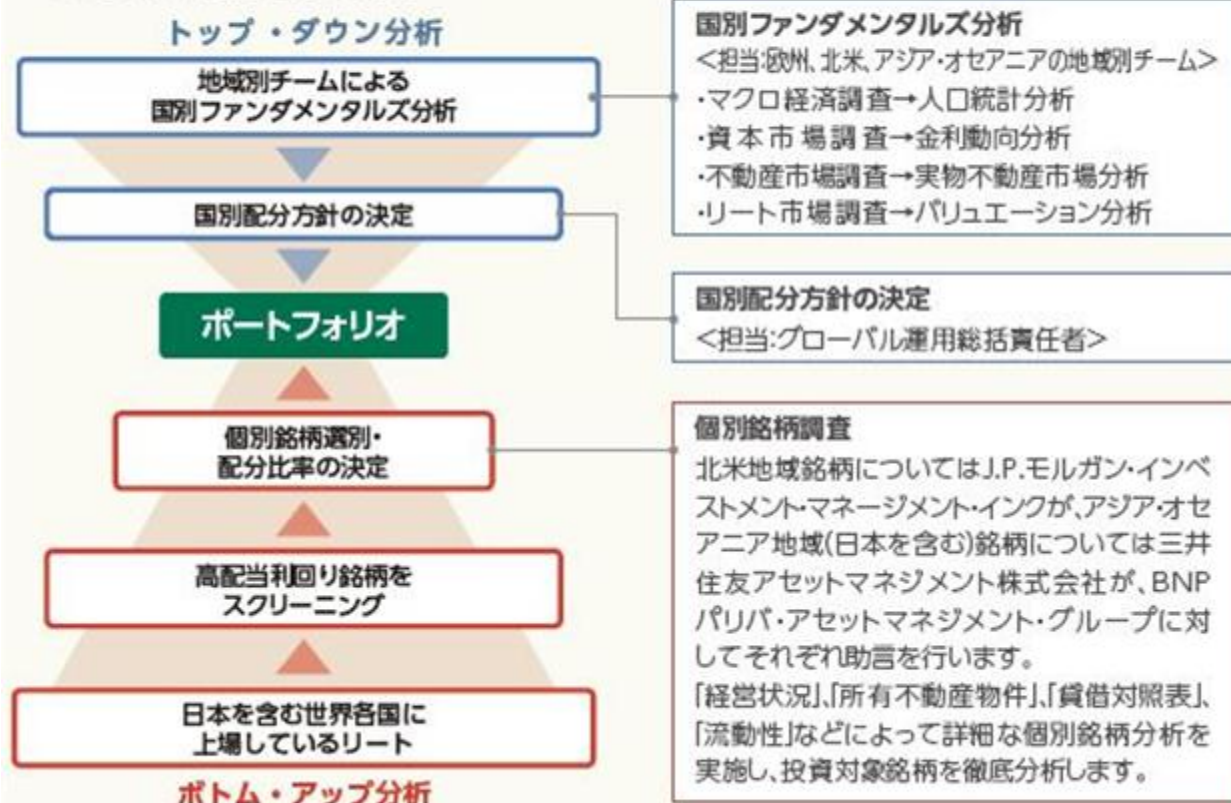 トップ・ダウン分析
地域別チームによる
国別ファンダメンタルズ分析
国別配分方針の決定
ポートフォリオ
個別銘柄選別・
配分比率の決定
高配当利回り銘柄を
スクリーニング
日本を含む世界各国に
上場しているリート
ボトム・アップ分析
国別ファンダメンタルズ分析
<担当:欧州、北米、アジア・オセアニアの地域別チーム>
・マクロ経済調査→人口統計分析
・資本市場調査→金利動向分析
・不動産市場調査→実物不動産市場分析
・リート市場調査→バリュエーション分析
国別配分方針の決定
<担当:グローバル運用総括責任者>
個別銘柄調査
北米地域銘柄についてはJ.P.モルガン・インベ
ストメント・マネージメント・インクが、アジア・オセ
アニア地域(日本を含む)銘柄については三井
住友アセットマネジメント株式会社が、BNP
パリバ・アセットマネジメント・グループに対
してそれぞれ助言を行います。
「経営状況」、「所有不動産物件」、「貸借対照表」、
「流動性」などによって詳細な個別銘柄分析を
実施し、投資対象銘柄を徹底分析します。